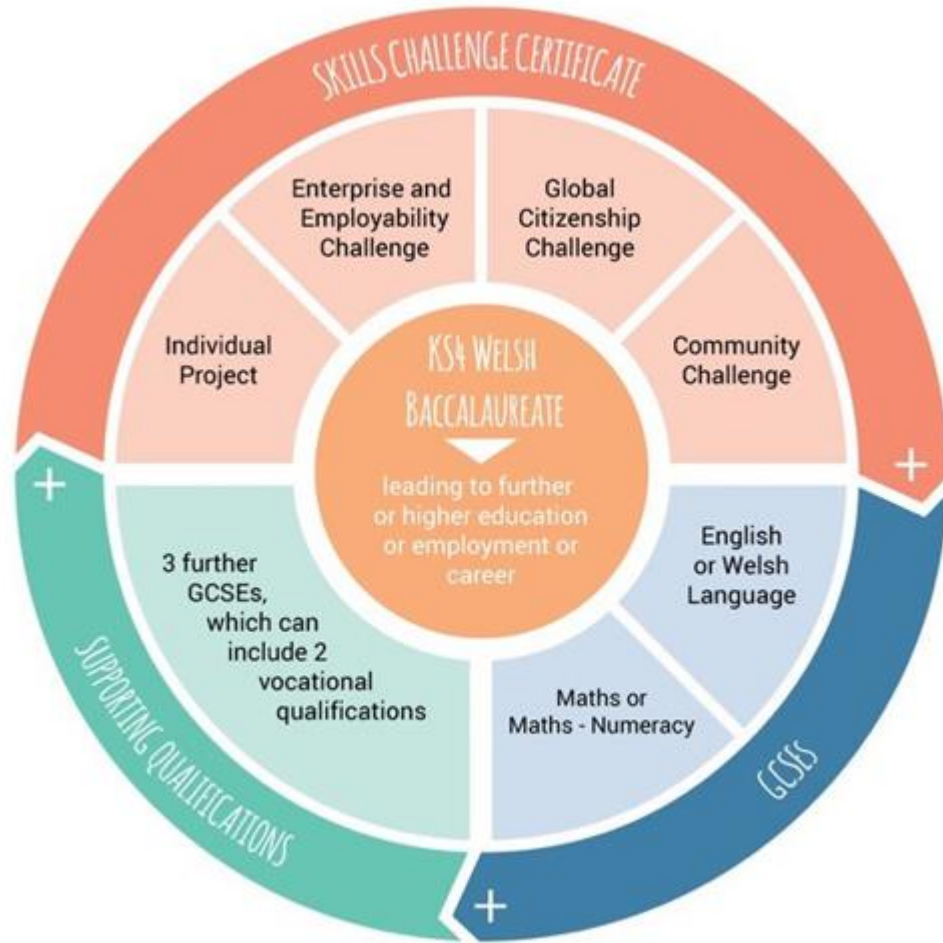 SKILLS CHALLENGE CERTIFICATE
Enterprise and
Employability
Challenge
Global
Citizenship
Challenge
Individual
Project
Community
Challenge
KS4 WELSH
BACCALAUREATE
leading to further
or higher education
or employment or
career
English
or Welsh
Language
Maths or
Maths - Numeracy
3 further
GCSEs,
which can
include 2
vocational
qualifications
SUPPORTING QUALIFICATIONS
GCSES
+
+
+